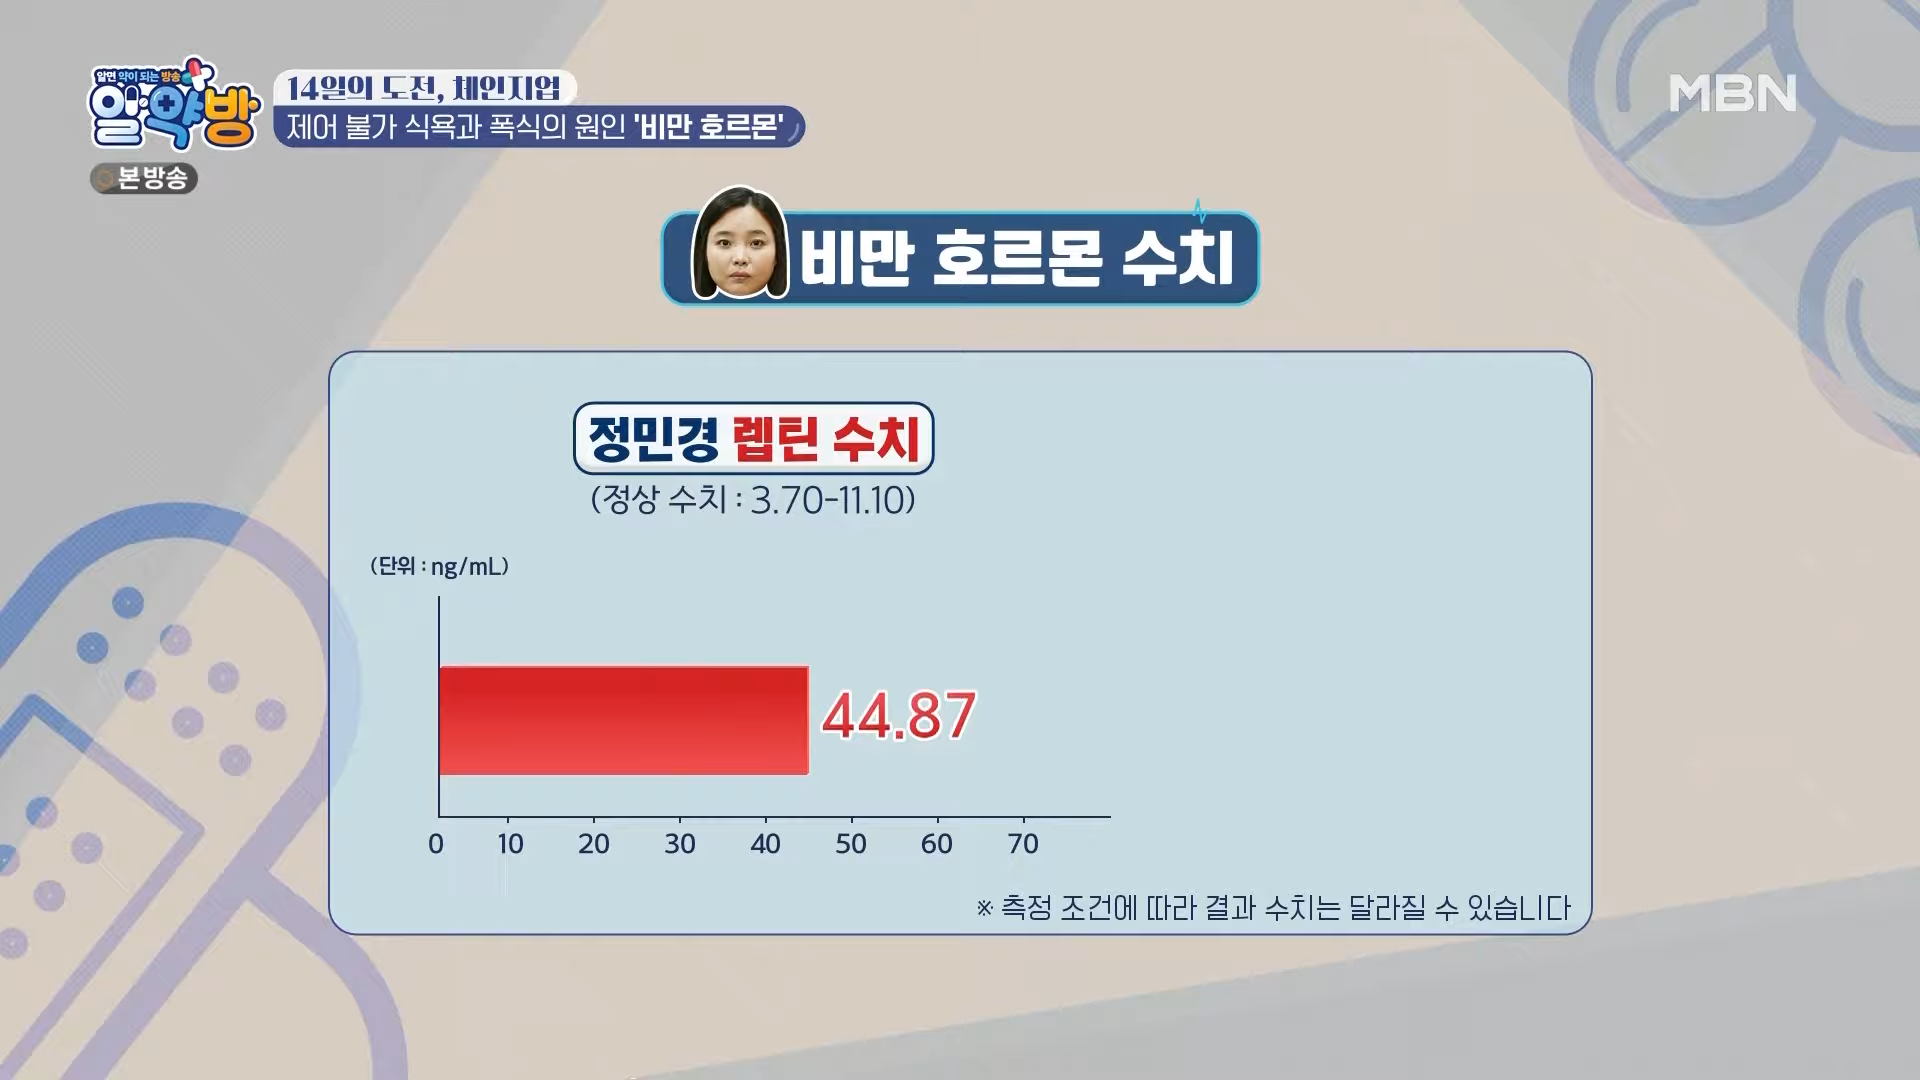 알면 약이 되는 방송
알약방
14일의 도전, 체인지업
제어 불가 식욕과 폭식의 원인 '비만 호르몬'
본방송
MBN
비만 호르몬 수치
정민경 렙틴 수치
(정상 수치 : 3.70-11.10)
(단위 : ng/mL)
44.87
0 10 20 30 40 50 60 70
※ 측정 조건에 따라 결과 수치는 달라질 수 있습니다